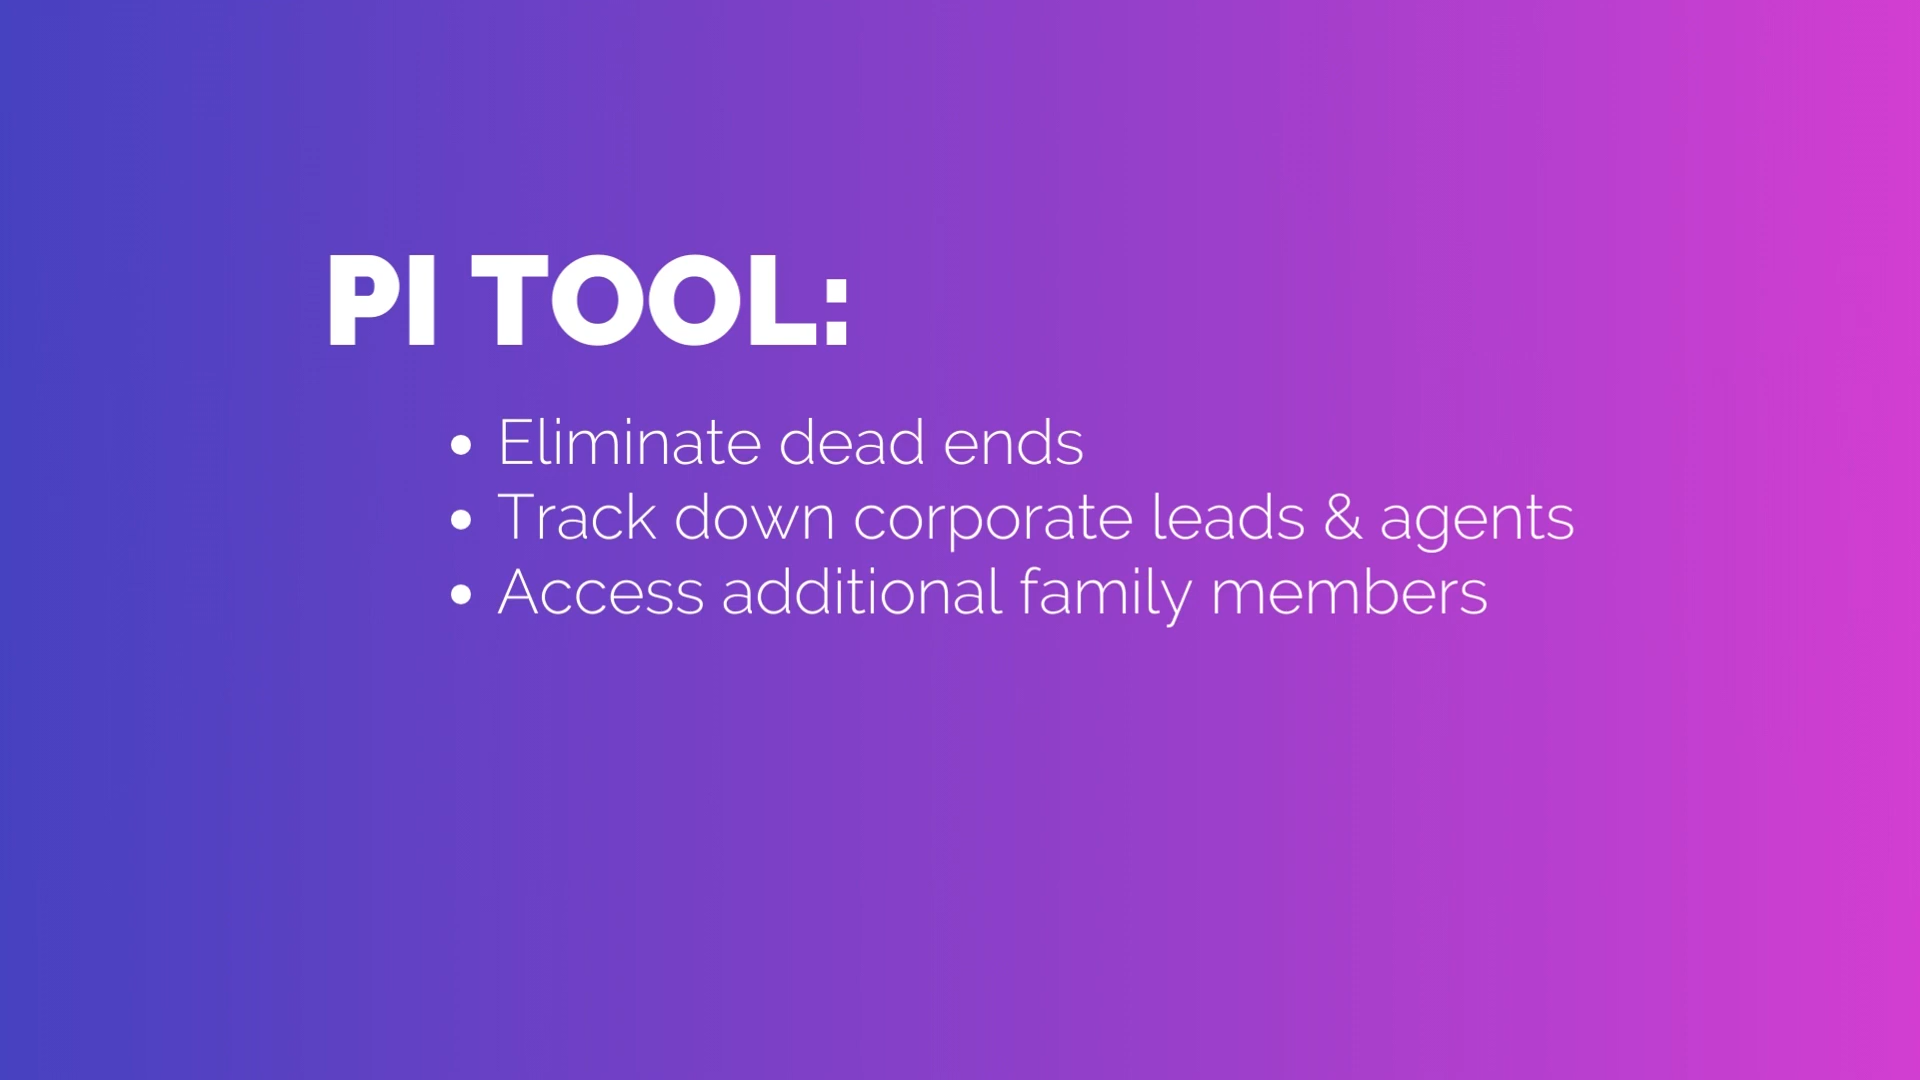 PI TOOL:
• Eliminate dead ends
• Track down corporate leads & agents
• Access additional family members